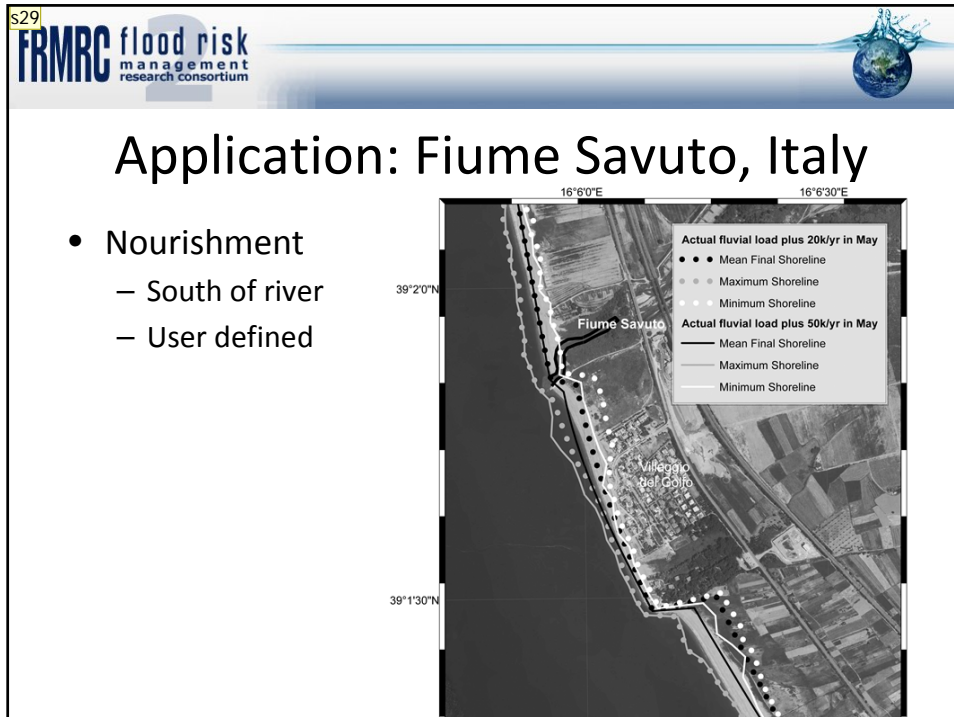 s29
FRMRC flood risk
2
management
research consortium
Application: Fiume Savuto, Italy
• Nourishment
– South of river
– User defined
16°6'0"E
16°6'30"E
39°2'0"N
39°1'30"N
Actual fluvial load plus 20k/yr in May
Mean Final Shoreline
Maximum Shoreline
Minimum Shoreline
Actual fluvial load plus 50k/yr in May
Mean Final Shoreline
Maximum Shoreline
Minimum Shoreline
Fiume Savuto
Villaggio
del Golfo